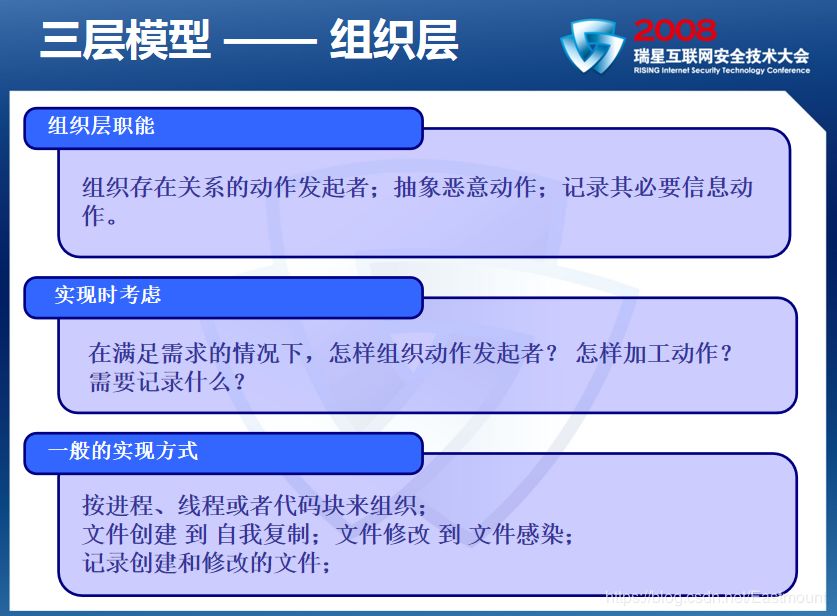 三层模型 —— 组织层
2008
瑞星互联网安全技术大会
RISING Internet Security Technology Conference
组织层职能
组织存在关系的动作发起者；抽象恶意动作；记录其必要信息动
作。
实现时考虑
在满足需求的情况下，怎样组织动作发起者？ 怎样加工动作？
需要记录什么？
一般的实现方式
按进程、线程或者代码块来组织；
文件创建 到 自我复制；文件修改 到 文件感染；
记录创建和修改的文件；
https://blog.csdn.net/Eastmount